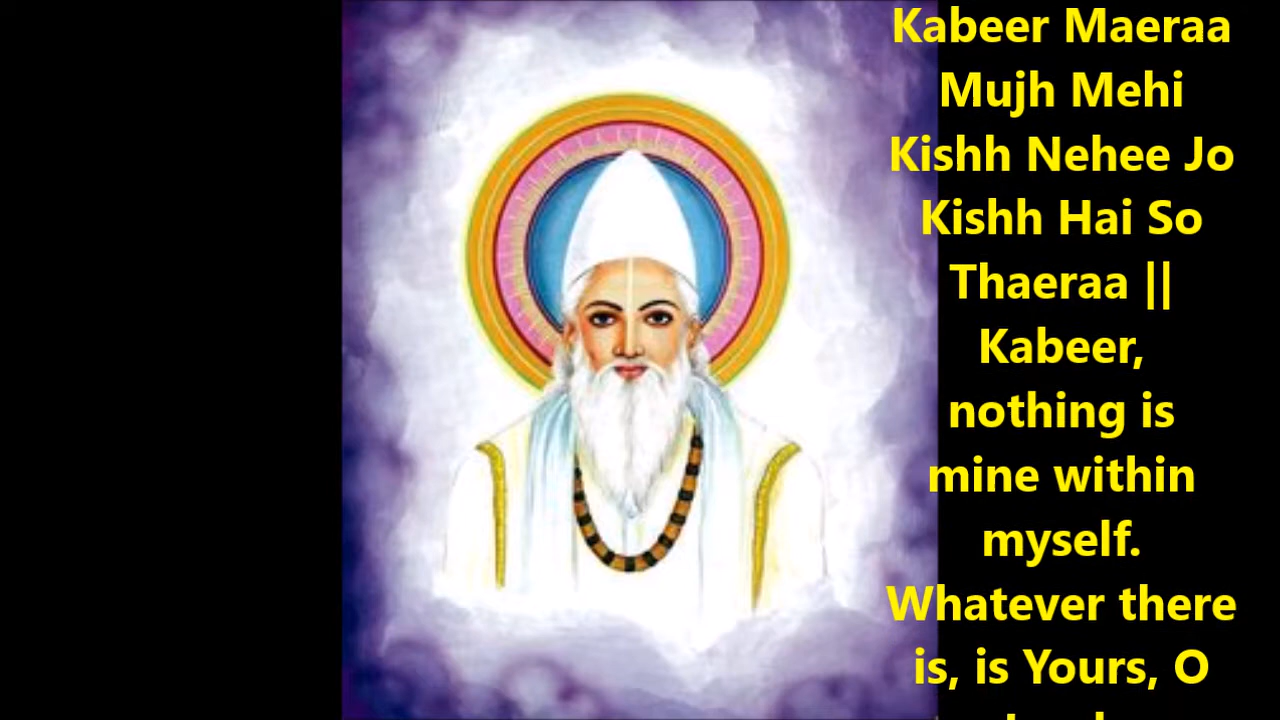 Kabeer Maeraa
Mujh Mehi
Kishh Nehee Jo
Kishh Hai So
Thaeraa ||
Kabeer,
nothing is
mine within
myself.
Whatever there
is, is Yours, O